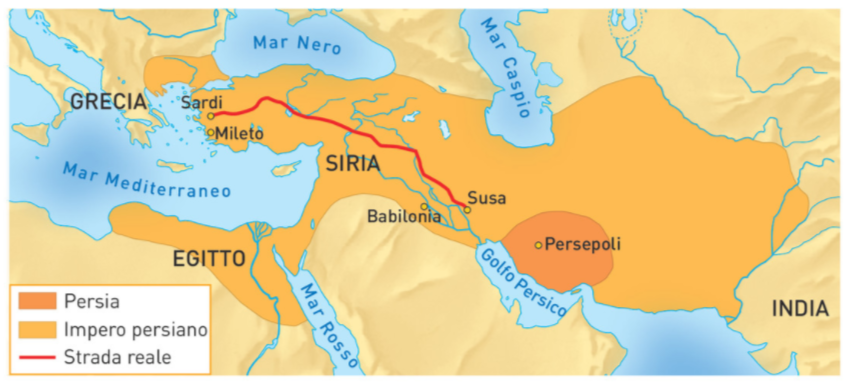 Mar Nero
Mar Caspio
GRECIA
Sardi
Mileto
SIRIA
Mar Mediterraneo
Susa
Babilonia
Persepoli
EGITTO
Golfo Persico
Mar Rosso
INDIA
Persia
Impero persiano
Strada reale